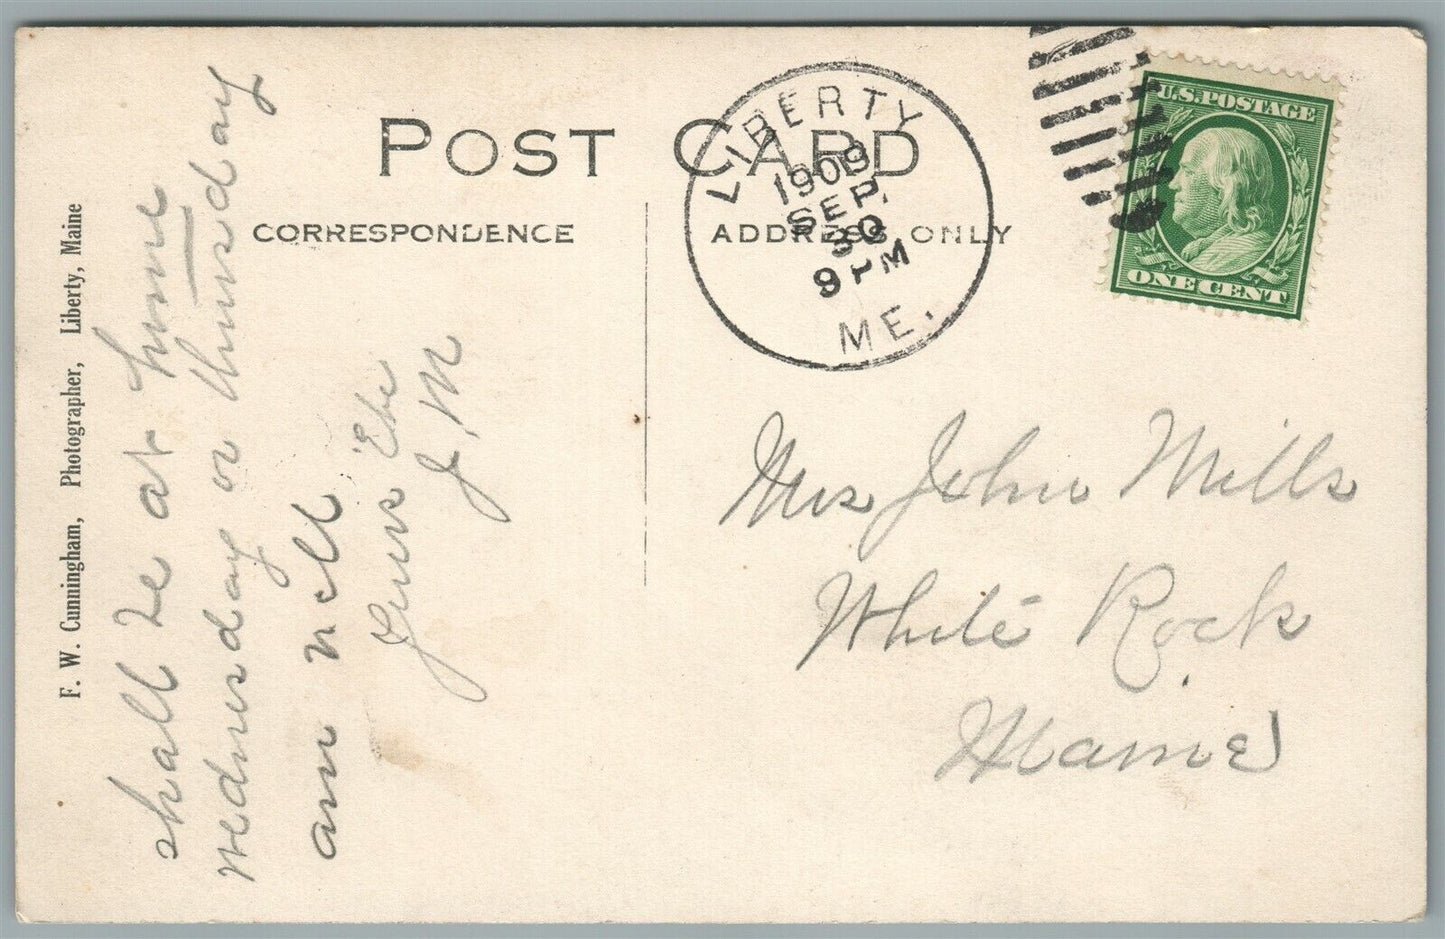 POST CARD
CORRESPONDENCE
ADDRESS ONLY
F. W. Cunningham, Photographer, Liberty, Maine
shall be at home
wednesday or thursday
am well
J. M
LIBERTY
1909
SEP.
30
9 PM
ME.
U.S.POSTAGE
ONE CENT
Mrs John Mills
White Rock
Maine